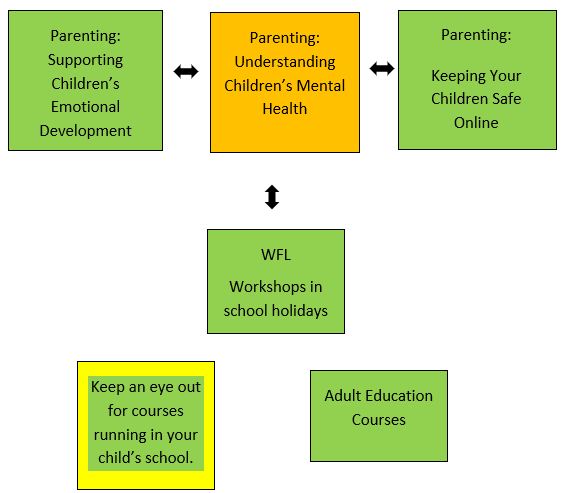 Parenting:
Supporting
Children’s
Emotional
Development
Parenting:
Understanding
Children’s Mental
Health
Parenting:
Keeping Your
Children Safe
Online
WFL
Workshops in
school holidays
Keep an eye out
for courses
running in your
child’s school.
Adult Education
Courses